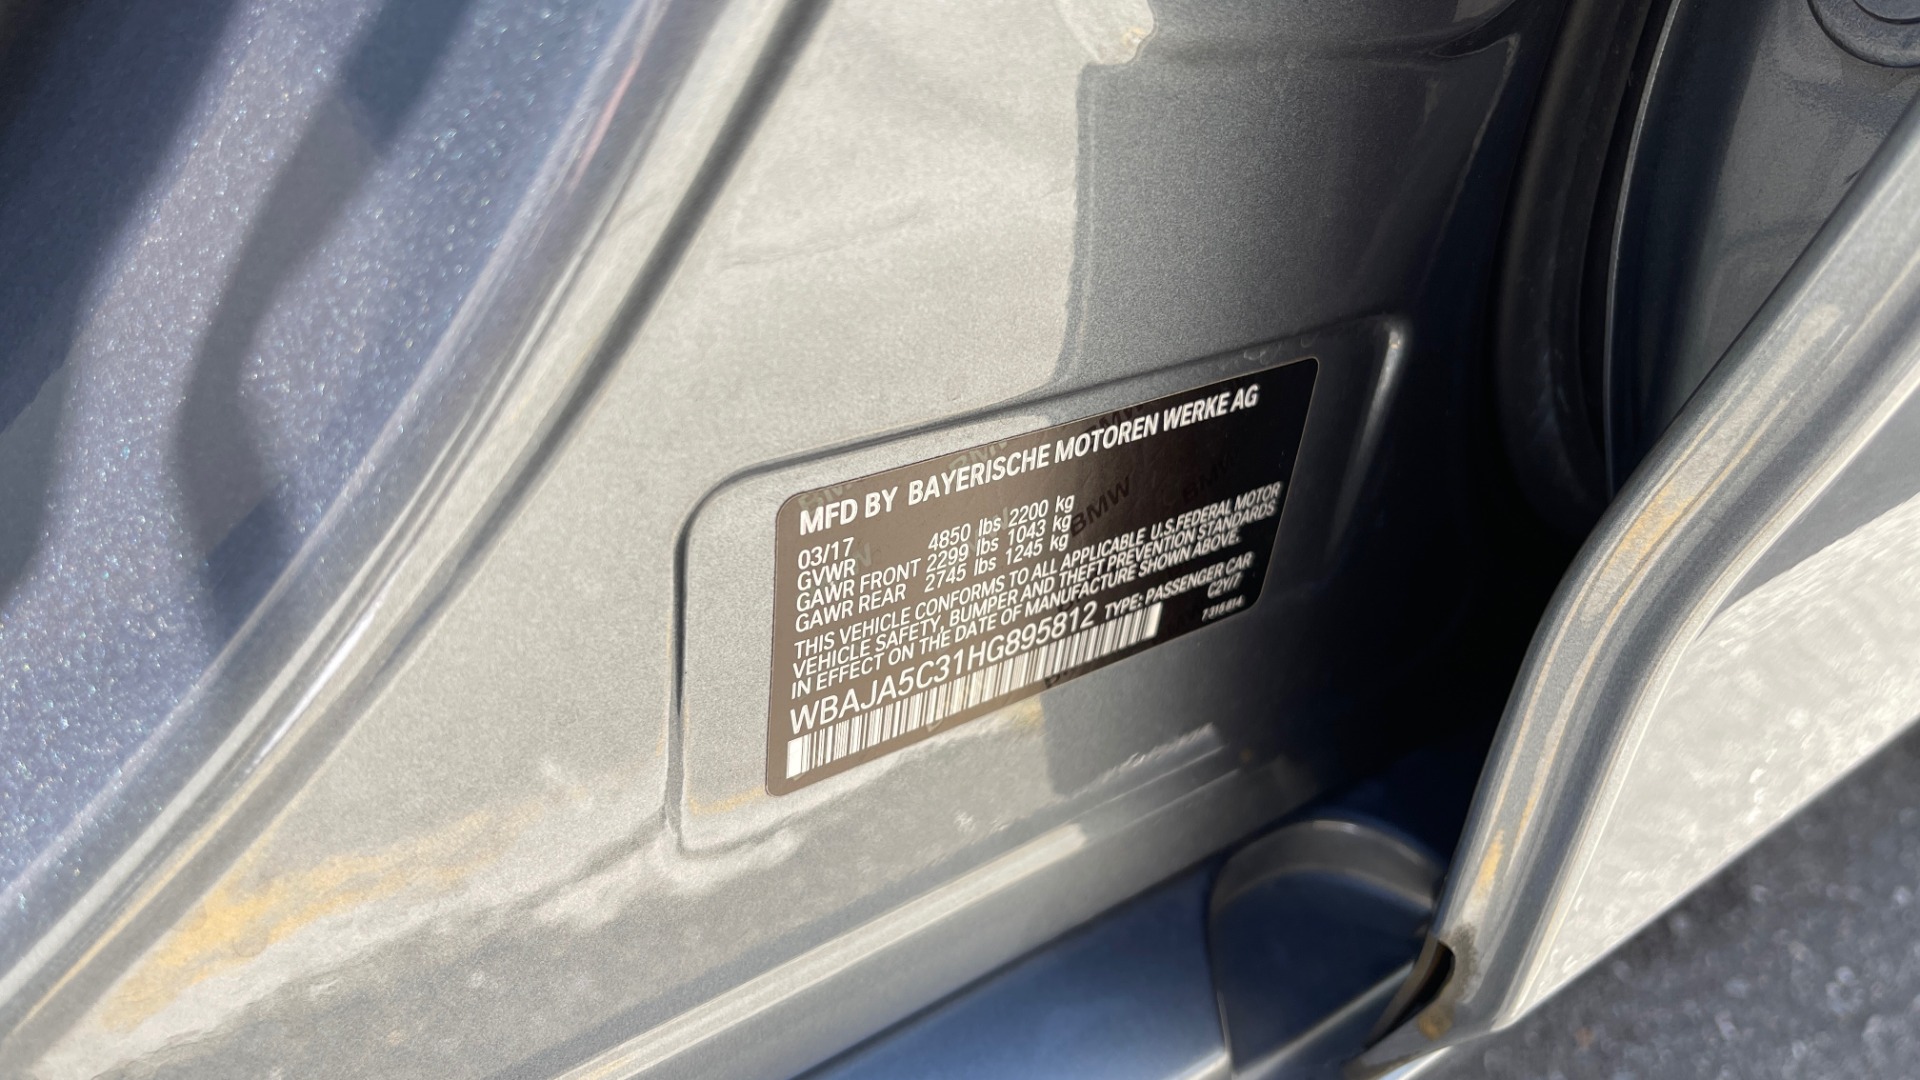 MFD BY BAYERISCHE MOTOREN WERKE AG
03/17
GVWR 4850 lbs 2200 kg
GAWR FRONT 2299 lbs 1043 kg
GAWR REAR 2745 lbs 1245 kg
THIS VEHICLE CONFORMS TO ALL APPLICABLE U.S.FEDERAL MOTOR
VEHICLE SAFETY, BUMPER AND THEFT PREVENTION STANDARDS
IN EFFECT ON THE DATE OF MANUFACTURE SHOWN ABOVE.
WBAJA5C31HG895812 TYPE: PASSENGER CAR
C2Y/7
BMW